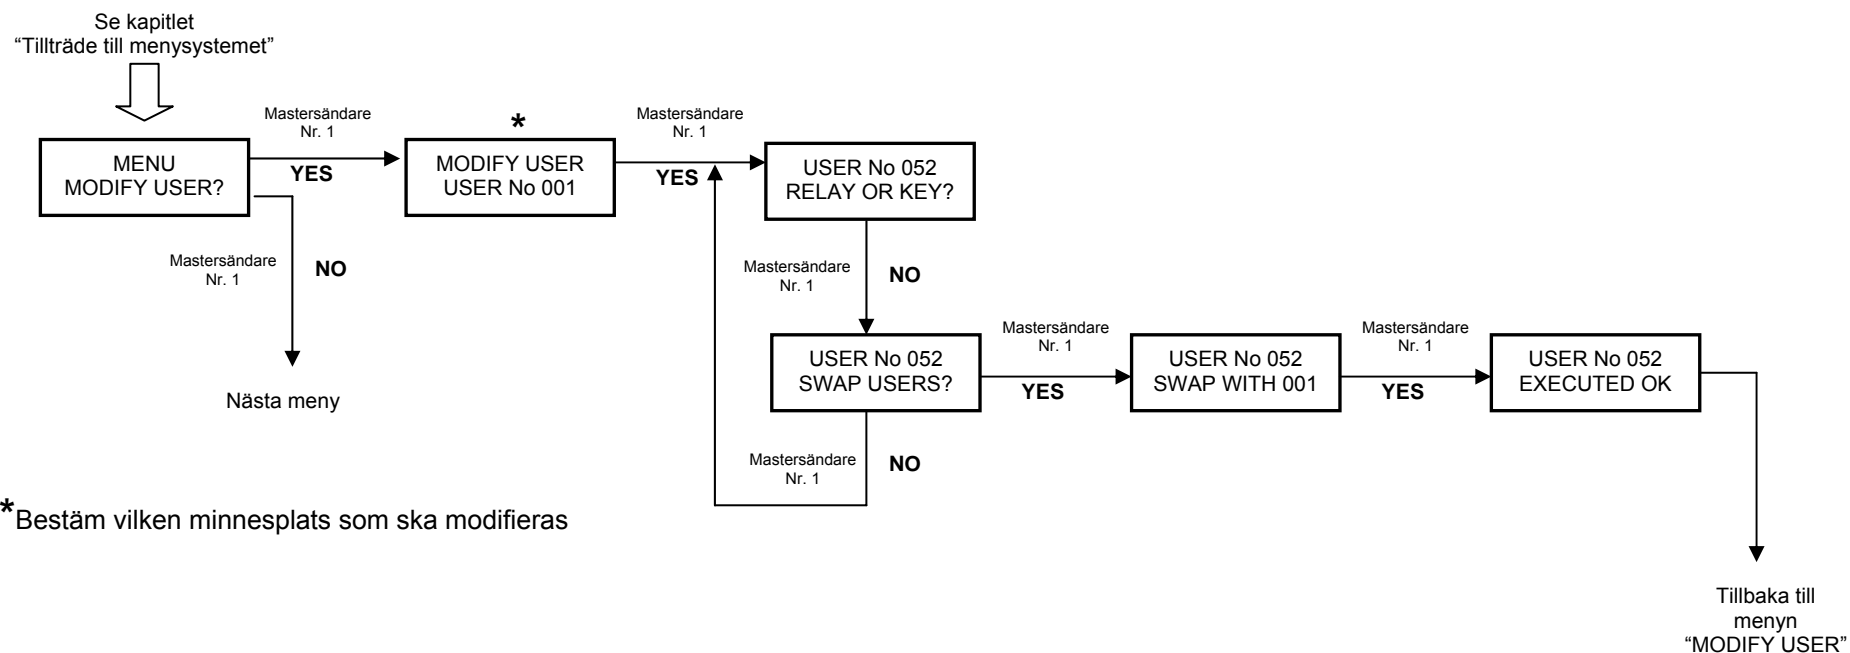 Se kapitlet
“Tillträde till menysystemet”
Mastersändare
Nr. 1
*
Mastersändare
Nr. 1
MENU
MODIFY USER?
YES
MODIFY USER
USER No 001
YES
USER No 052
RELAY OR KEY?
Mastersändare
Nr. 1
NO
Mastersändare
Nr. 1
NO
Nästa meny
USER No 052
SWAP USERS?
Mastersändare
Nr. 1
YES
USER No 052
SWAP WITH 001
Mastersändare
Nr. 1
YES
USER No 052
EXECUTED OK
Mastersändare
Nr. 1
NO
*Bestäm vilken minnesplats som ska modifieras
Tillbaka till
menyn
“MODIFY USER”